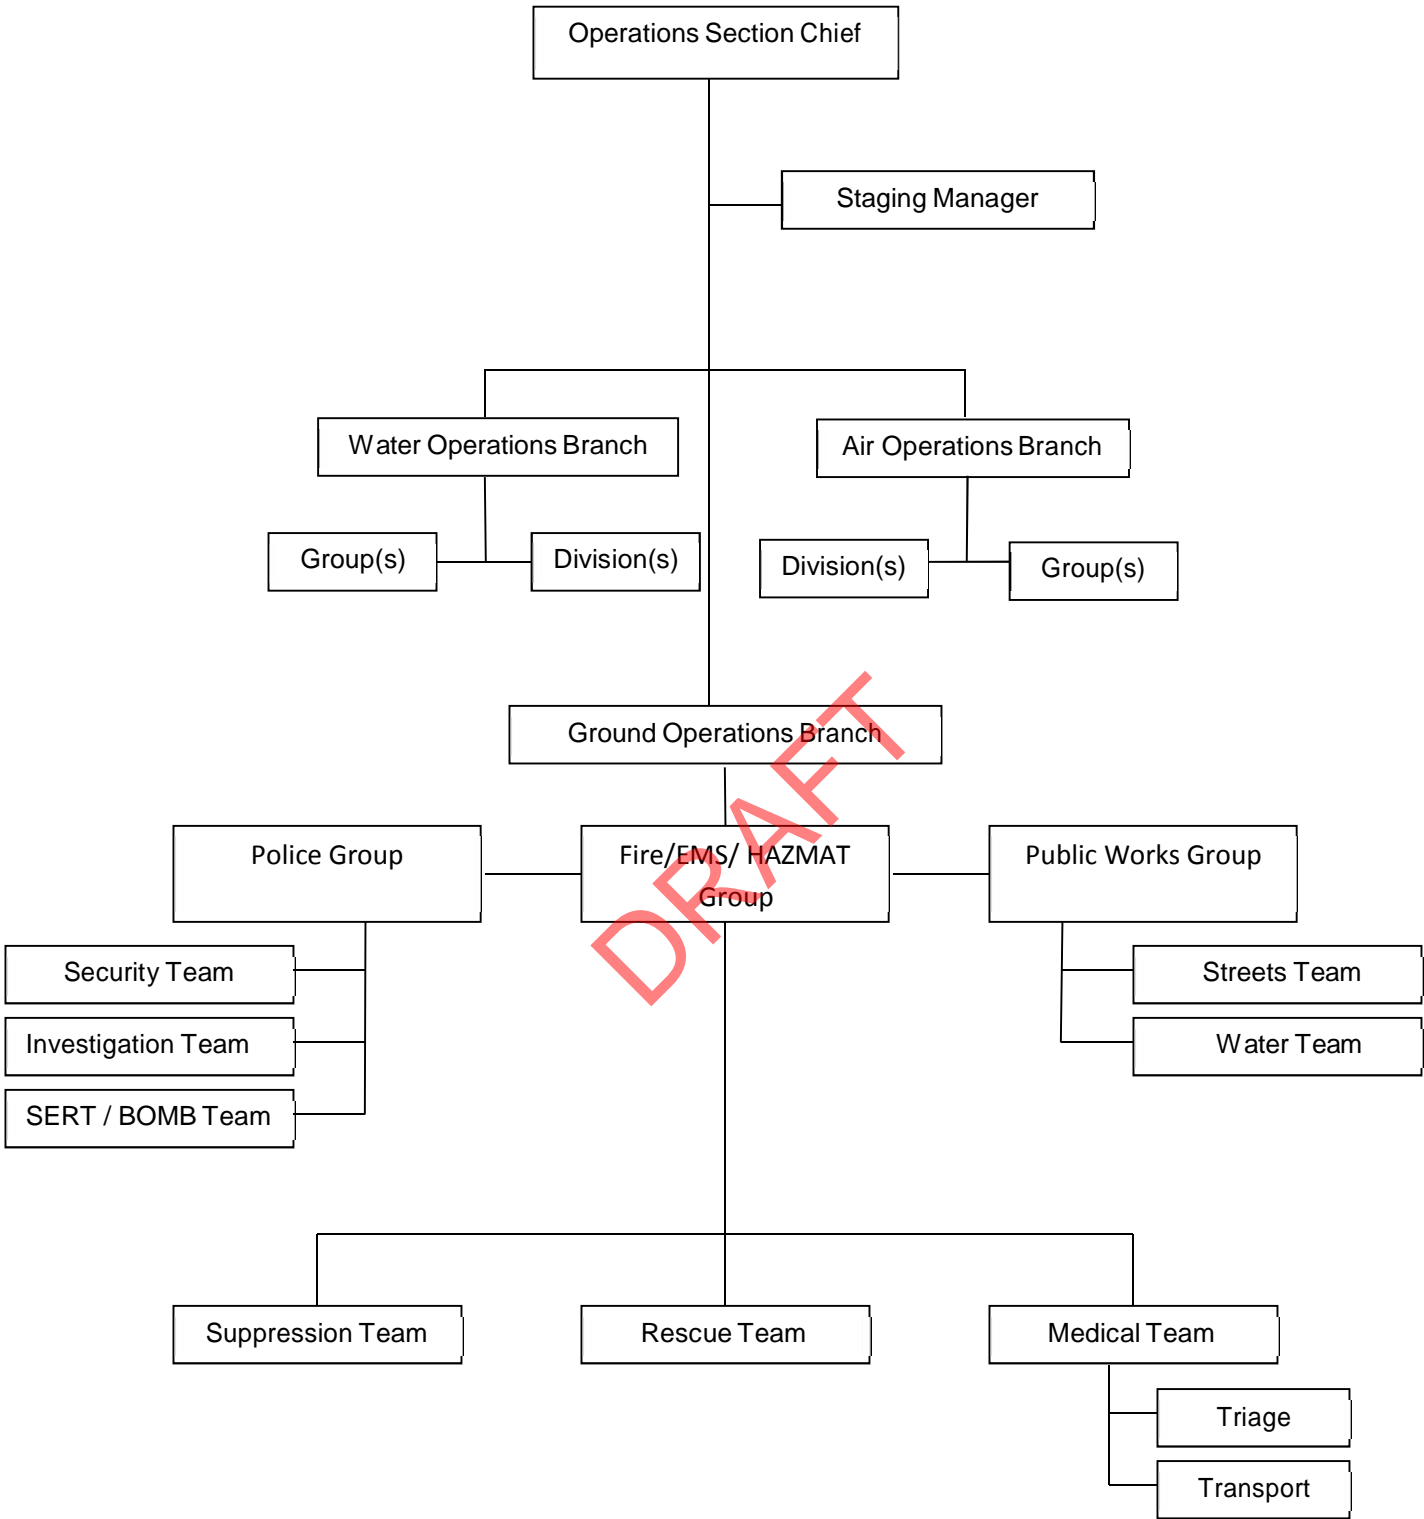 Operations Section Chief
Staging Manager
Water Operations Branch
Air Operations Branch
Group(s)
Division(s)
Division(s)
Group(s)
Ground Operations Branch
DRAFT
Police Group
Fire/EMS/ HAZMAT
Group
Public Works Group
Security Team
Investigation Team
SERT / BOMB Team
Streets Team
Water Team
Suppression Team
Rescue Team
Medical Team
Triage
Transport